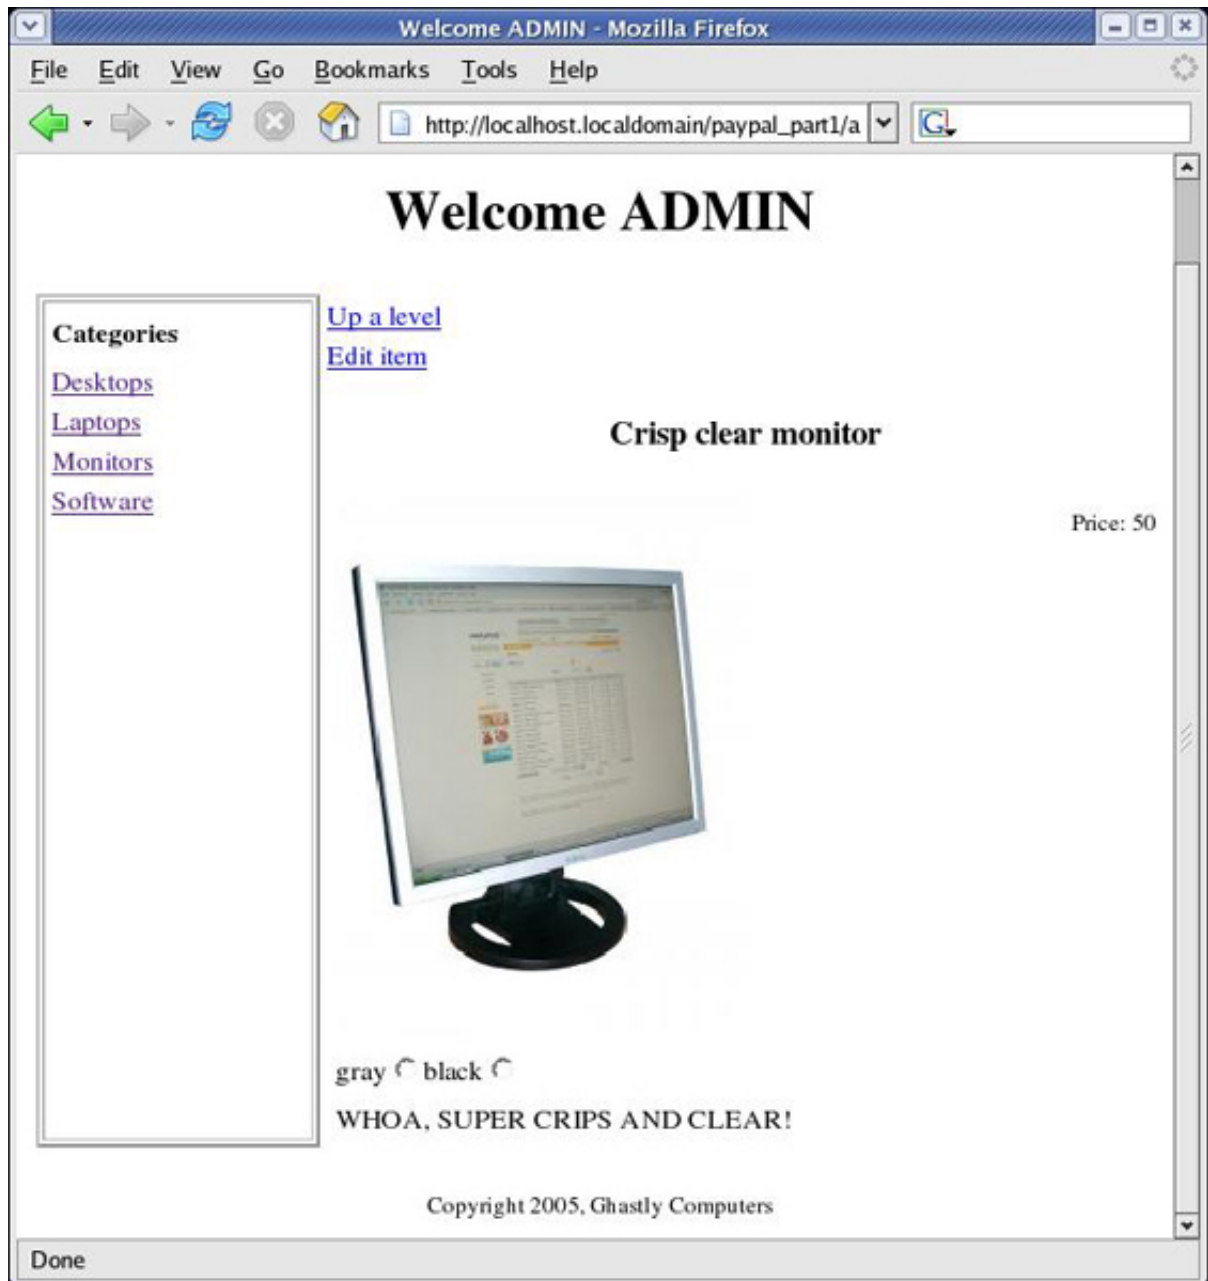 Welcome ADMIN - Mozilla Firefox
File Edit View Go Bookmarks Tools Help
http://localhost.localdomain/paypal_part1/a
G
Welcome ADMIN
Categories
Desktops
Laptops
Monitors
Software
Up a level
Edit item
Crisp clear monitor
Price: 50
gray black
WHOA, SUPER CRIPS AND CLEAR!
Copyright 2005, Ghastly Computers
Done